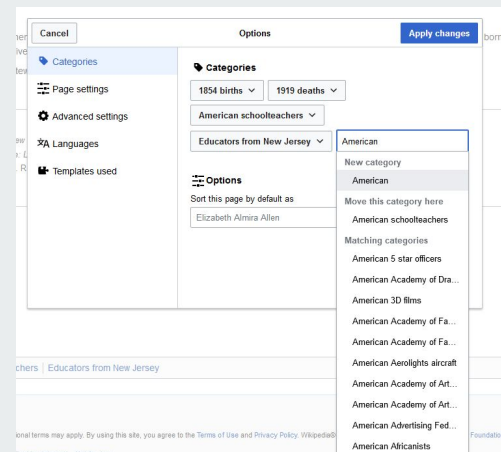 Cancel
Options
Apply changes
born
Categories
Page settings
Advanced settings
Languages
Templates used
Categories
1854 births
1919 deaths
American schoolteachers
Educators from New Jersey
American
New category
American
Move this category here
American schoolteachers
Matching categories
American 5 star officers
American Academy of Dra...
American 3D films
American Academy of Fa...
American Academy of Fa...
American Aerolights aircraft
American Academy of Art...
American Academy of Art...
American Advertising Fed...
American Africanists
Options
Sort this page by default as
Elizabeth Almira Allen
chers | Educators from New Jersey
ional terms may apply. By using this site, you agree to the Terms of Use and Privacy Policy. Wikipedia®
Foundatio